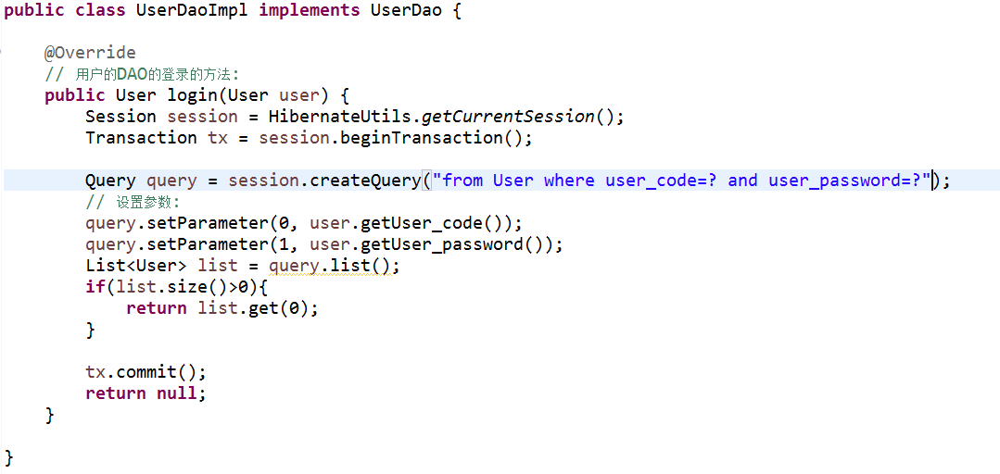 public class UserDaoImpl implements UserDao {
@Override
// 用户的DAO的登录的方法:
public User login(User user) {
Session session = HibernateUtils.getCurrentSession();
Transaction tx = session.beginTransaction();
Query query = session.createQuery("from User where user_code=? and user_password=?");
// 设置参数:
query.setParameter(0, user.getUser_code());
query.setParameter(1, user.getUser_password());
List<User> list = query.list();
if(list.size()>0){
return list.get(0);
}
tx.commit();
return null;
}
}